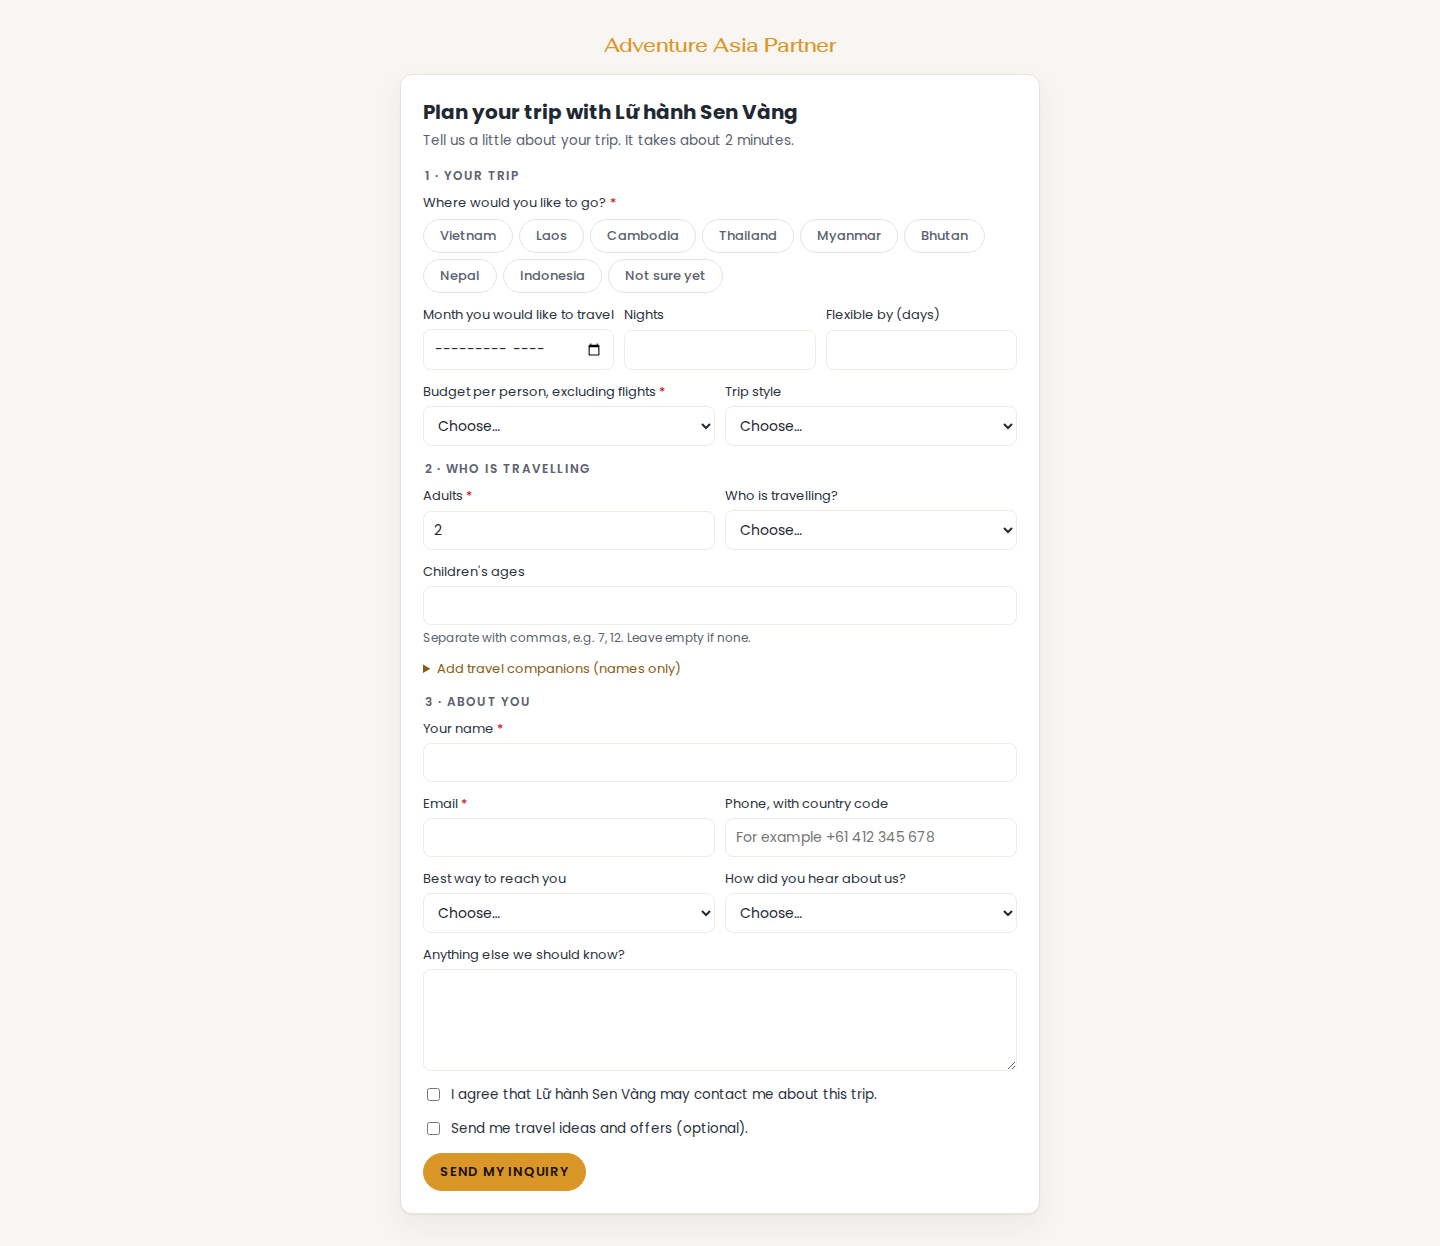 Adventure Asia Partner
Plan your trip with Lữ hành Sen Vàng
Tell us a little about your trip. It takes about 2 minutes.
1 · YOUR TRIP
Where would you like to go? *
Vietnam Laos Cambodia Thailand Myanmar Bhutan
Nepal Indonesia Not sure yet
Month you would like to travel Nights Flexible by (days)
--------- ----
Budget per person, excluding flights * Trip style
Choose... Choose...
2 · WHO IS TRAVELLING
Adults * Who is travelling?
2 Choose...
Children's ages
Separate with commas, e.g. 7, 12. Leave empty if none.
Add travel companions (names only)
3 · ABOUT YOU
Your name *
Email * Phone, with country code
For example +61 412 345 678
Best way to reach you How did you hear about us?
Choose... Choose...
Anything else we should know?
I agree that Lữ hành Sen Vàng may contact me about this trip.
Send me travel ideas and offers (optional).
SEND MY INQUIRY